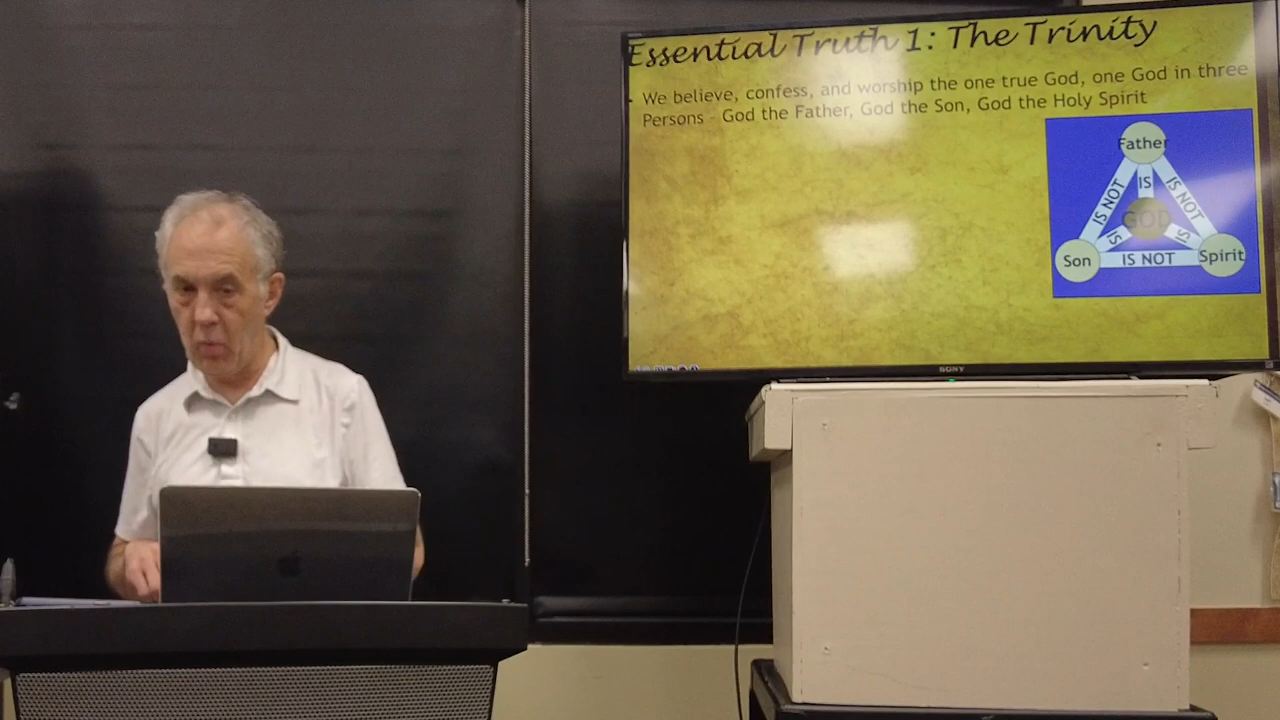 Essential Truth 1: The Trinity
We believe, confess, and worship the one true God, one God in three
Persons - God the Father, God the Son, God the Holy Spirit
Father
IS NOT
IS
IS NOT
GOD
IS
IS
Son
IS NOT
Spirit
SONY